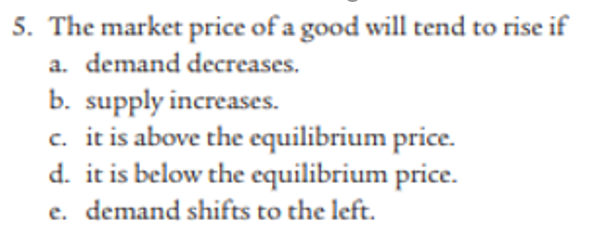 5. The market price of a good will tend to rise if
a. demand decreases.
b. supply increases.
c. it is above the equilibrium price.
d. it is below the equilibrium price.
e. demand shifts to the left.